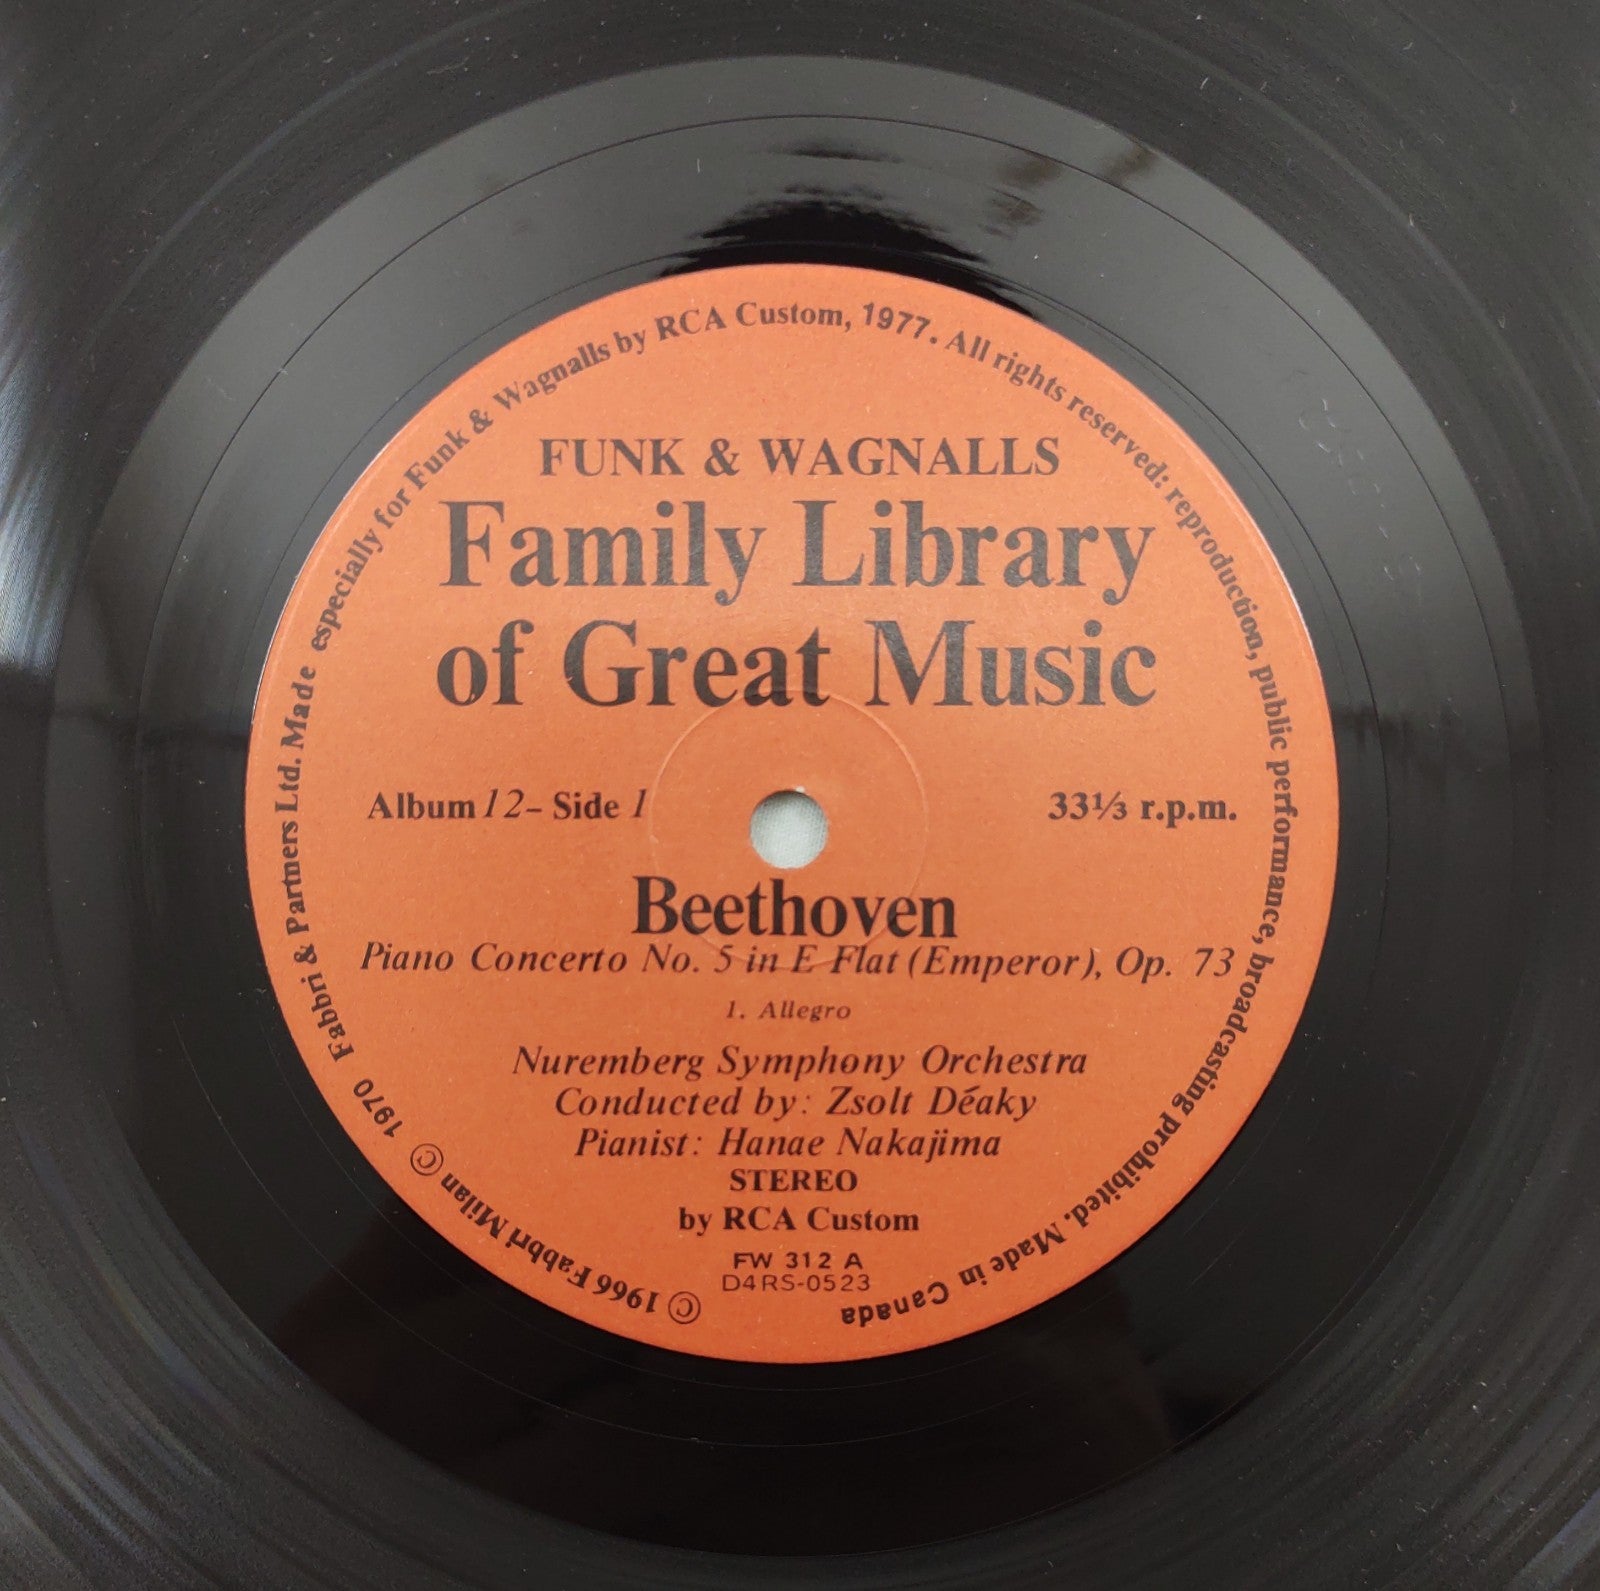 © 1966 Fabbri Milan © 1970 Fabbri & Partners Ltd. Made especially for Funk & Wagnalls by RCA Custom, 1977. All rights reserved: reproduction, public performance, broadcasting prohibited. Made in Canada
FUNK & WAGNALLS
Family Library
of Great Music
Album 12 – Side 1
33⅓ r.p.m.
Beethoven
Piano Concerto No. 5 in E Flat (Emperor), Op. 73
1. Allegro
Nuremberg Symphony Orchestra
Conducted by: Zsolt Déaky
Pianist: Hanae Nakajima
STEREO
by RCA Custom
FW 312 A
D4RS-0523